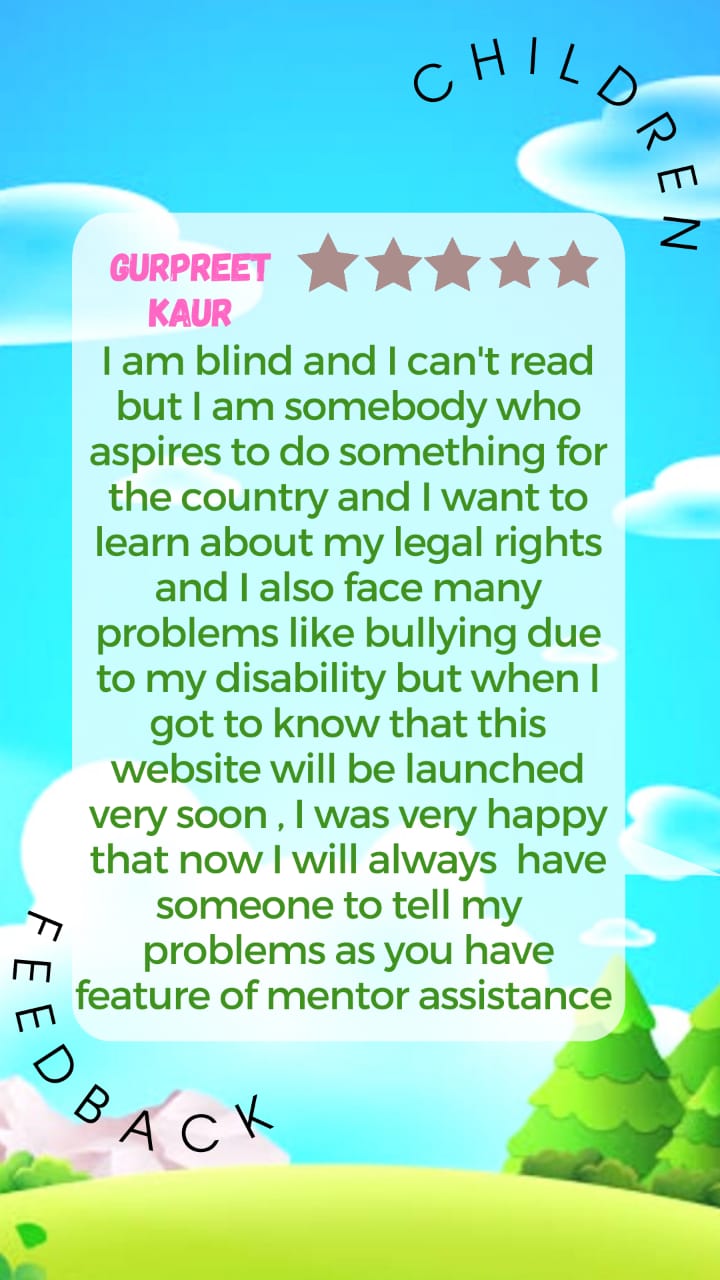 CHILDREN
GURPREET
KAUR
I am blind and I can't read
but I am somebody who
aspires to do something for
the country and I want to
learn about my legal rights
and I also face many
problems like bullying due
to my disability but when I
got to know that this
website will be launched
very soon , I was very happy
that now I will always have
someone to tell my
problems as you have
feature of mentor assistance
FEEDBACK